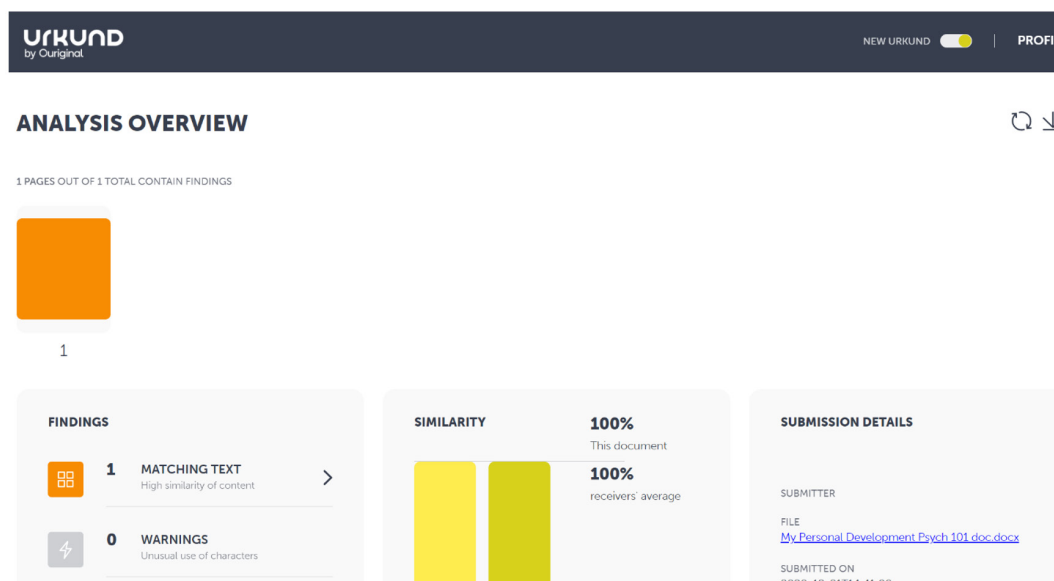 URKUND
by Ouriginal
NEW URKUND
PROFI
ANALYSIS OVERVIEW
1 PAGES OUT OF 1 TOTAL CONTAIN FINDINGS
1
FINDINGS
1 MATCHING TEXT
High similarity of content
0 WARNINGS
Unusual use of characters
SIMILARITY
100%
This document
100%
receivers' average
SUBMISSION DETAILS
SUBMITTER
FILE
My Personal Development Psych 101 doc.docx
SUBMITTED ON